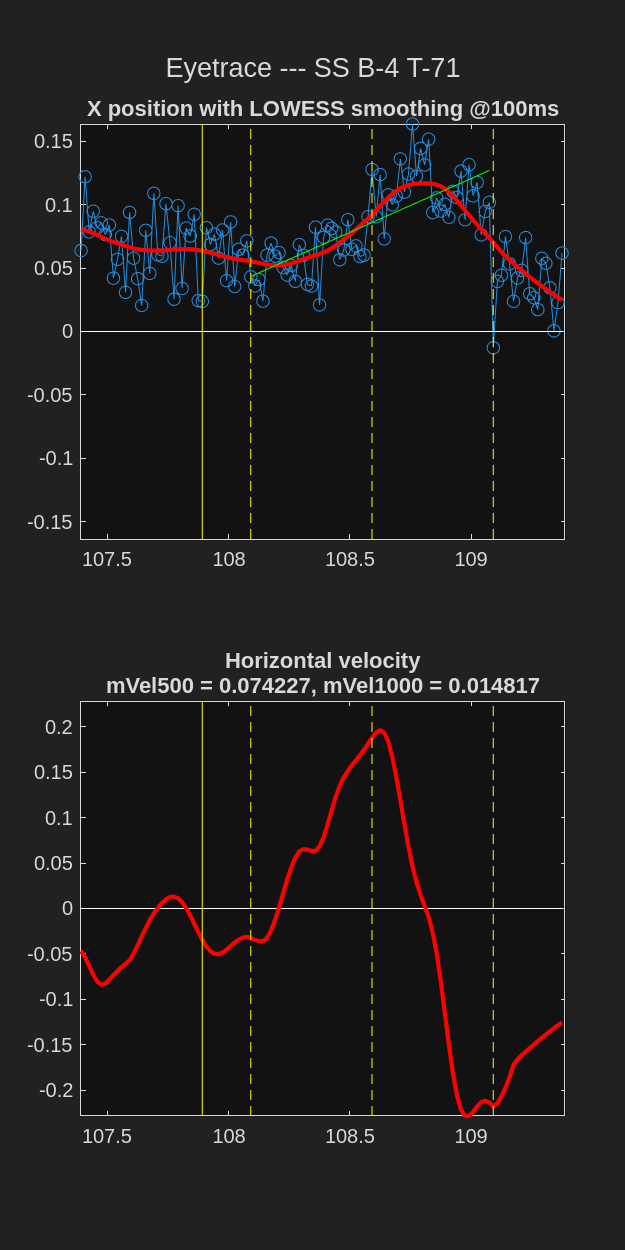 Eyetrace --- SS B-4 T-71
X position with LOWESS smoothing @100ms
0.15
0.1
0.05
0
-0.05
-0.1
-0.15
107.5 108 108.5 109
Horizontal velocity
mVel500 = 0.074227, mVel1000 = 0.014817
0.2
0.15
0.1
0.05
0
-0.05
-0.1
-0.15
-0.2
107.5 108 108.5 109